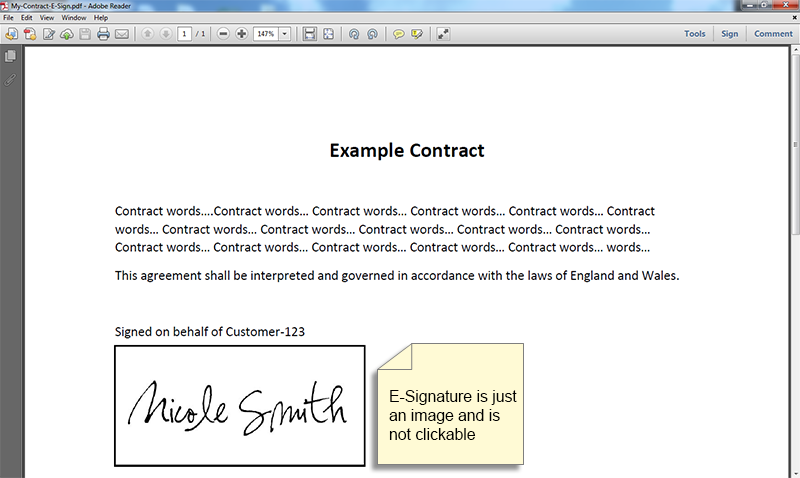 My-Contract-E-Sign.pdf - Adobe Reader
File Edit View Window Help
1 / 1 147% Tools Sign Comment
Example Contract
Contract words....Contract words... Contract words... Contract words... Contract words... Contract
words... Contract words... Contract words... Contract words... Contract words... Contract words...
Contract words... Contract words... Contract words... Contract words... Contract words... words...
This agreement shall be interpreted and governed in accordance with the laws of England and Wales.
Signed on behalf of Customer-123
Nicole Smith
E-Signature is just
an image and is
not clickable